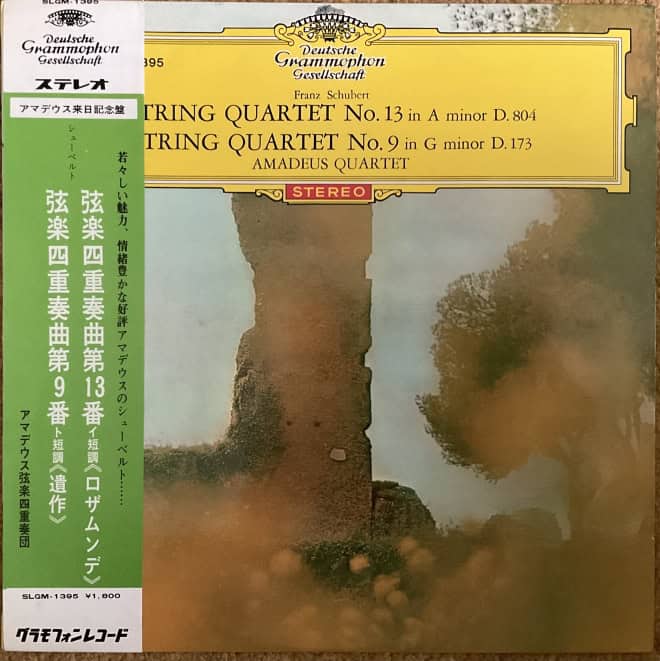 SLGM-1395
Deutsche
Grammophon
Gesellschaft
ステレオ
アマデウス来日記念盤
若々しい魅力、情緒豊かな好評アマデウスのシューベルト……
シューベルト
弦楽四重奏曲第13番イ短調《ロザムンデ》
弦楽四重奏曲第9番ト短調《遺作》
アマデウス弦楽四重奏団
SLGM-1395 ¥1,800
グラモフォンレコード
Deutsche
Grammophon
Gesellschaft
395
Franz Schubert
TRING QUARTET No. 13 in A minor D. 804
TRING QUARTET No. 9 in G minor D. 173
AMADEUS QUARTET
STEREO